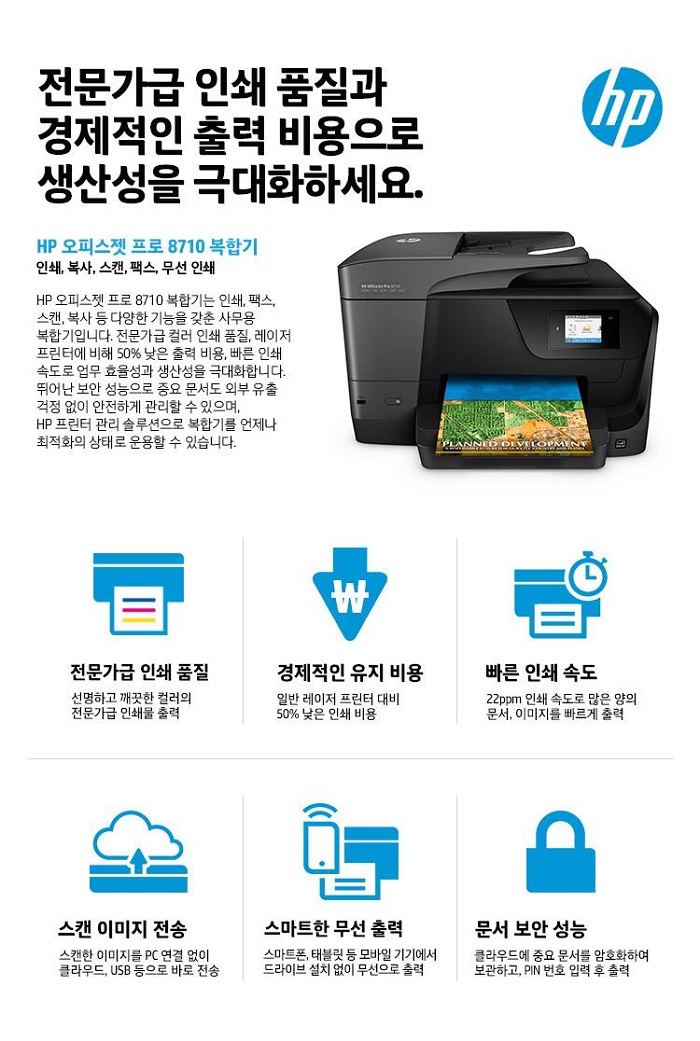 전문가급 인쇄 품질과
경제적인 출력 비용으로
생산성을 극대화하세요.
hp
HP 오피스젯 프로 8710 복합기
인쇄, 복사, 스캔, 팩스, 무선 인쇄
HP 오피스젯 프로 8710 복합기는 인쇄, 팩스,
스캔, 복사 등 다양한 기능을 갖춘 사무용
복합기입니다. 전문가급 컬러 인쇄 품질, 레이저
프린터에 비해 50% 낮은 출력 비용, 빠른 인쇄
속도로 업무 효율성과 생산성을 극대화합니다.
뛰어난 보안 성능으로 중요 문서도 외부 유출
걱정 없이 안전하게 관리할 수 있으며,
HP 프린터 관리 솔루션으로 복합기를 언제나
최적화의 상태로 운용할 수 있습니다.
hp
HP OfficeJet Pro 8710
PLANNED DEVELOPMENT
₩
전문가급 인쇄 품질
선명하고 깨끗한 컬러의
전문가급 인쇄물 출력
경제적인 유지 비용
일반 레이저 프린터 대비
50% 낮은 인쇄 비용
빠른 인쇄 속도
22ppm 인쇄 속도로 많은 양의
문서, 이미지를 빠르게 출력
스캔 이미지 전송
스캔한 이미지를 PC 연결 없이
클라우드, USB 등으로 바로 전송
스마트한 무선 출력
스마트폰, 태블릿 등 모바일 기기에서
드라이브 설치 없이 무선으로 출력
문서 보안 성능
클라우드에 중요 문서를 암호화하여
보관하고, PIN 번호 입력 후 출력